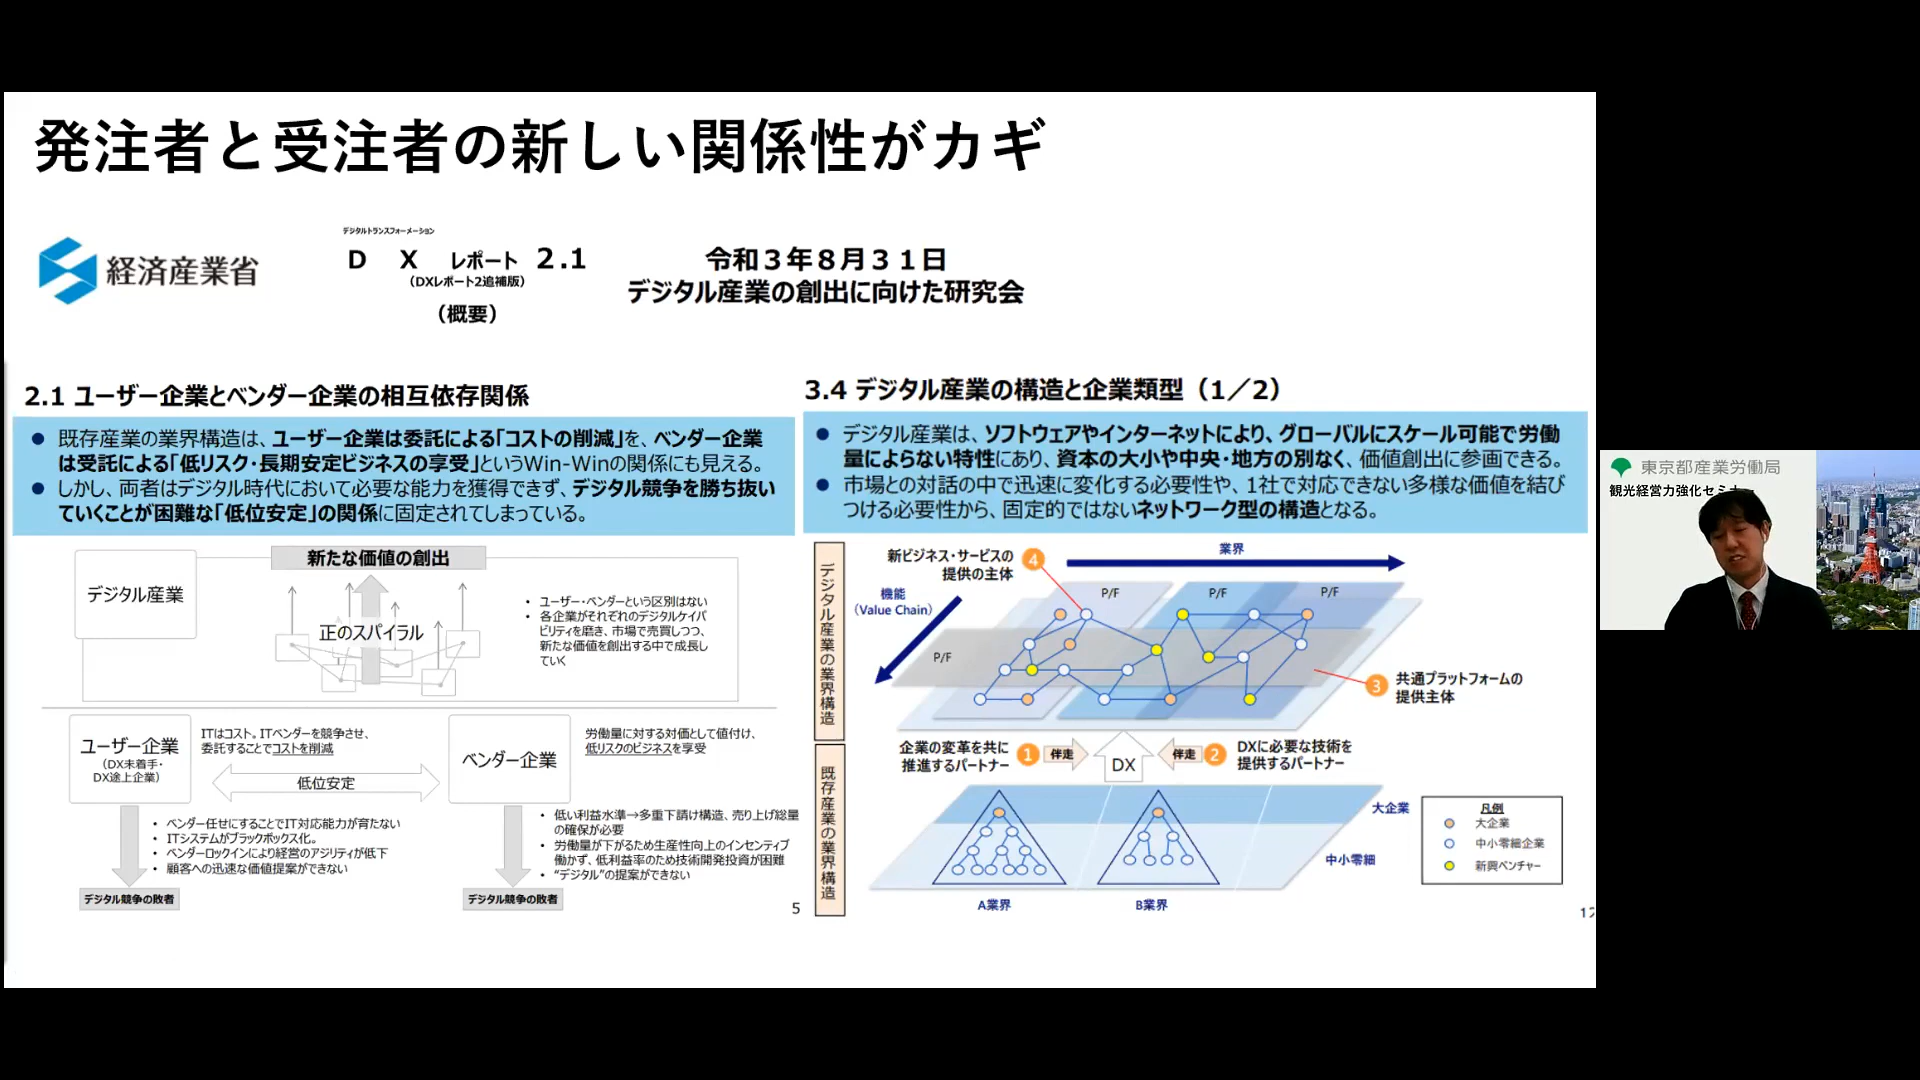 発注者と受注者の新しい関係性がカギ
経済産業省
デジタルトランスフォーメーション
D X レポート 2.1
(DXレポート2追補版)
(概要)
令和3年8月31日
デジタル産業の創出に向けた研究会
2.1 ユーザー企業とベンダー企業の相互依存関係
● 既存産業の業界構造は、ユーザー企業は委託による「コストの削減」を、ベンダー企業
は受託による「低リスク・長期安定ビジネスの享受」というWin-Winの関係にも見える。
● しかし、両者はデジタル時代において必要な能力を獲得できず、デジタル競争を勝ち抜い
ていくことが困難な「低位安定」の関係に固定されてしまっている。
新たな価値の創出
デジタル産業
正のスパイラル
• ユーザー・ベンダーという区別はない
• 各企業がそれぞれのデジタルケイパ
ビリティを磨き、市場で売買しつつ、
新たな価値を創出する中で成長し
ていく
ユーザー企業
(DX未着手・
DX途上企業)
ITはコスト。ITベンダーを競争させ、
委託することでコストを削減
低位安定
ベンダー企業
労働量に対する対価として値付け、
低リスクのビジネスを享受
• ベンダー任せにすることでIT対応能力が育たない
• ITシステムがブラックボックス化。
• ベンダーロックインにより経営のアジリティが低下
• 顧客への迅速な価値提案ができない
デジタル競争の敗者
• 低い利益水準→多重下請け構造、売り上げ総量
の確保が必要
• 労働量が下がるため生産性向上のインセンティブ
働かず、低利益率のため技術開発投資が困難
• “デジタル”の提案ができない
デジタル競争の敗者
5
3.4 デジタル産業の構造と企業類型（1／2）
● デジタル産業は、ソフトウェアやインターネットにより、グローバルにスケール可能で労働
量によらない特性にあり、資本の大小や中央・地方の別なく、価値創出に参画できる。
● 市場との対話の中で迅速に変化する必要性や、1社で対応できない多様な価値を結び
つける必要性から、固定的ではないネットワーク型の構造となる。
デジタル産業の業界構造
新ビジネス・サービスの
提供の主体
4
業界
機能
(Value Chain)
P/F
P/F
P/F
P/F
3
共通プラットフォームの
提供主体
企業の変革を共に
推進するパートナー
1
伴走
DX
伴走
2
DXに必要な技術を
提供するパートナー
既存産業の業界構造
大企業
中小零細
A業界
B業界
凡例
大企業
中小零細企業
新興ベンチャー
東京都産業労働局
観光経営力強化セミナー